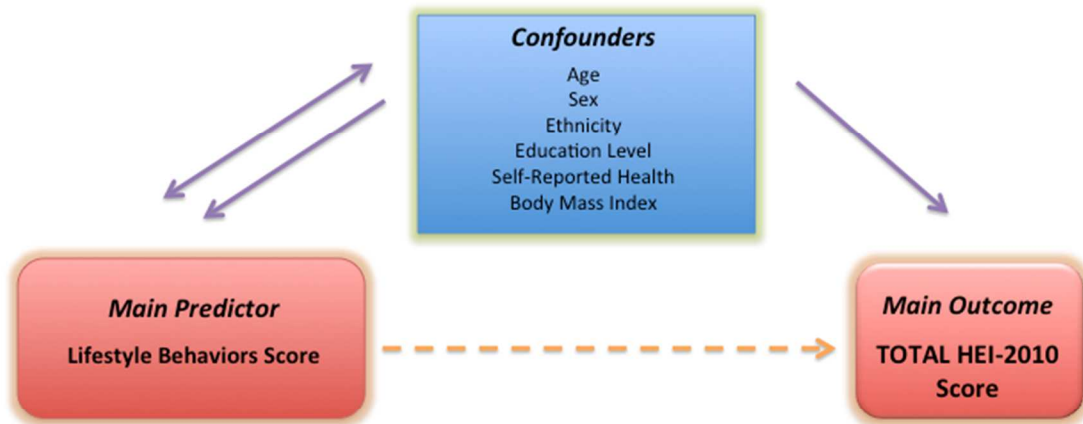 Confounders
Age
Sex
Ethnicity
Education Level
Self-Reported Health
Body Mass Index
Main Predictor
Lifestyle Behaviors Score
Main Outcome
TOTAL HEI-2010
Score